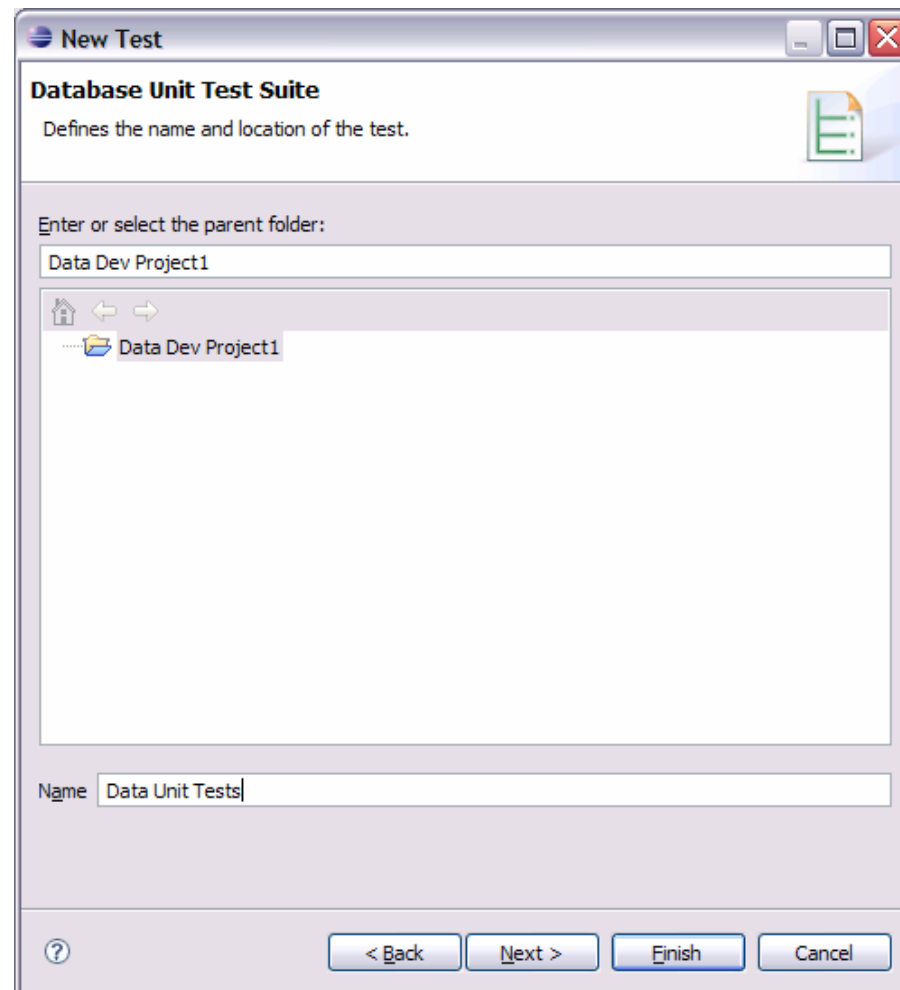 New Test
Database Unit Test Suite
Defines the name and location of the test.
Enter or select the parent folder:
Data Dev Project1
Data Dev Project1
Name Data Unit Tests
? < Back Next > Finish Cancel